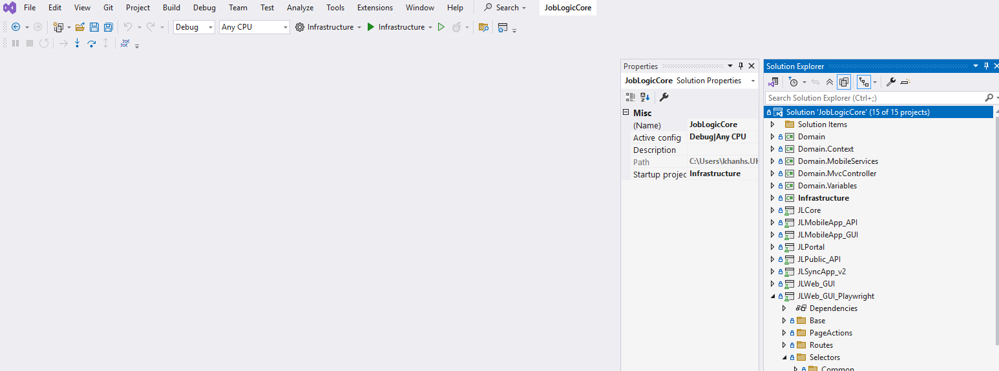 File Edit View Git Project Build Debug Team Test Analyze Tools Extensions Window Help Search JobLogicCore
Debug Any CPU Infrastructure Infrastructure
Properties
JobLogicCore Solution Properties
Misc
(Name) JobLogicCore
Active config Debug|Any CPU
Description
Path C:\Users\khanhs.UK
Startup projec Infrastructure
Solution Explorer
Search Solution Explorer (Ctrl+;)
Solution 'JobLogicCore' (15 of 15 projects)
Solution Items
C# Domain
C# Domain.Context
C# Domain.MobileServices
C# Domain.MvcController
C# Domain.Variables
C# Infrastructure
JLCore
JLMobileApp_API
JLMobileApp_GUI
JLPortal
JLPublic_API
JLSyncApp_v2
JLWeb_GUI
JLWeb_GUI_Playwright
Dependencies
Base
PageActions
Routes
Selectors
Common